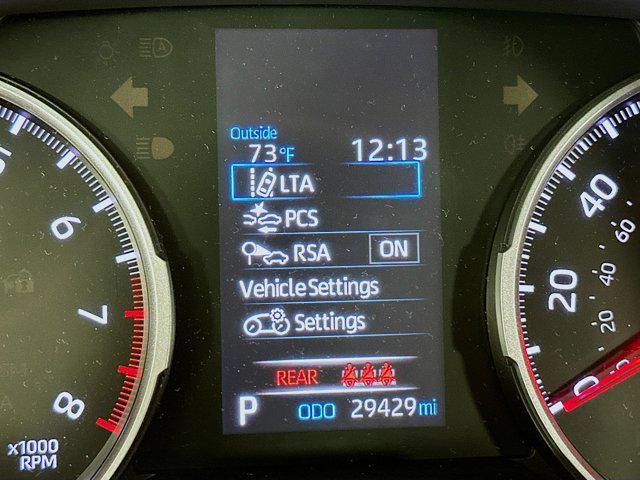 Outside
73°F 12:13
LTA
PCS
RSA ON
Vehicle Settings
Settings
REAR
P ODO 29429 mi
6
7
8
x1000
RPM
40
60
20
40
20
0